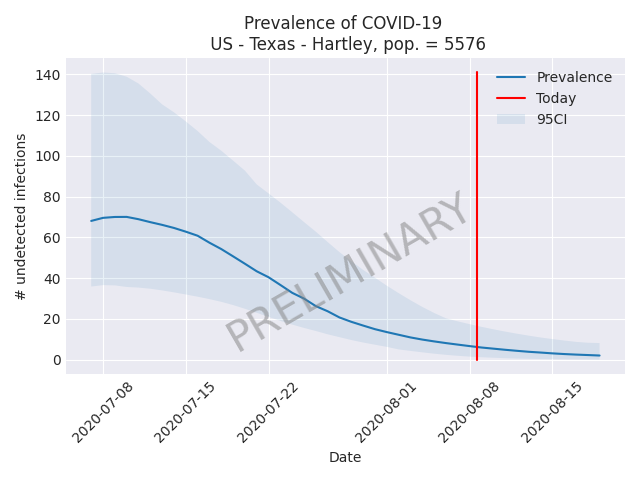 Prevalence of COVID-19
US - Texas - Hartley, pop. = 5576
Prevalence
Today
95CI
# undetected infections
140
120
100
80
60
40
20
0
PRELIMINARY
2020-07-08
2020-07-15
2020-07-22
2020-08-01
2020-08-08
2020-08-15
Date